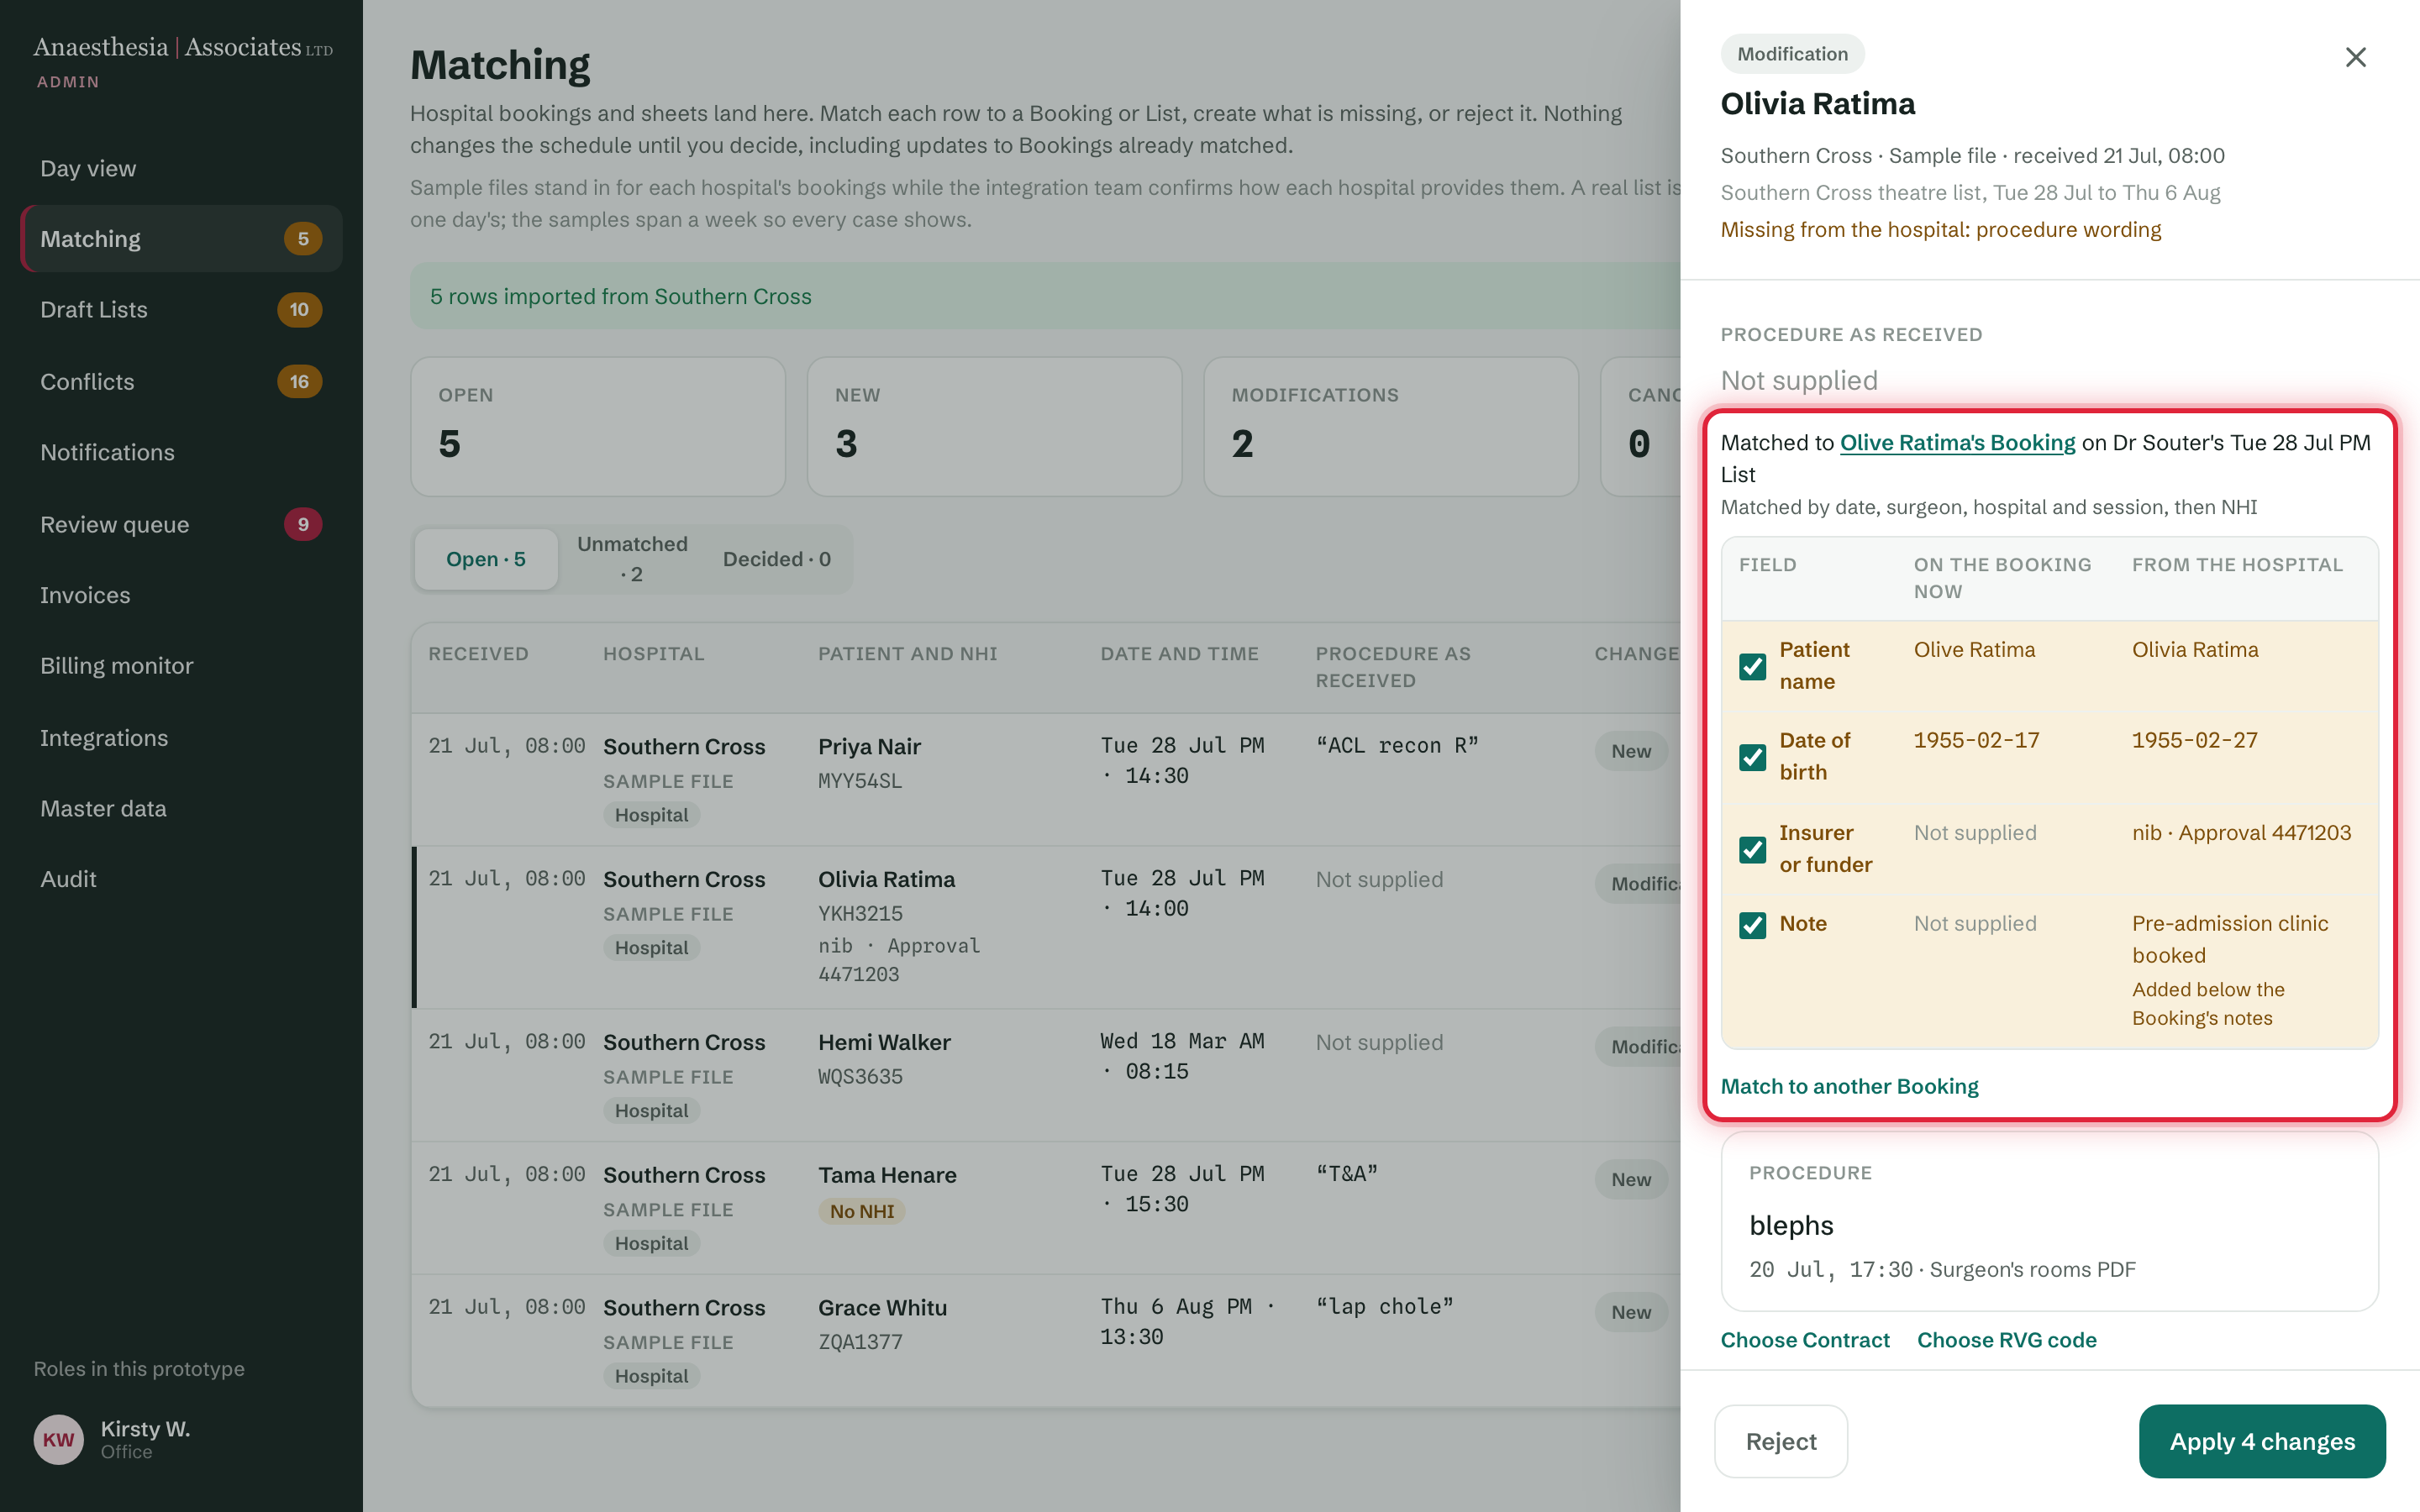 Anaesthesia | Associates LTD
ADMIN
Day view
Matching 5
Draft Lists 10
Conflicts 16
Notifications
Review queue 9
Invoices
Billing monitor
Integrations
Master data
Audit
Roles in this prototype
KW Kirsty W.
Office
Matching
Hospital bookings and sheets land here. Match each row to a Booking or List, create what is missing, or reject it. Nothing
changes the schedule until you decide, including updates to Bookings already matched.
Sample files stand in for each hospital's bookings while the integration team confirms how each hospital provides them. A real list is
one day's; the samples span a week so every case shows.
5 rows imported from Southern Cross
OPEN
5
NEW
3
MODIFICATIONS
2
CANC
0
Open · 5
Unmatched
· 2
Decided · 0
RECEIVED HOSPITAL PATIENT AND NHI DATE AND TIME PROCEDURE AS CHANGE
RECEIVED
21 Jul, 08:00 Southern Cross Priya Nair Tue 28 Jul PM “ACL recon R” New
SAMPLE FILE MYY54SL · 14:30
Hospital
21 Jul, 08:00 Southern Cross Olivia Ratima Tue 28 Jul PM Not supplied Modifica
SAMPLE FILE YKH3215 · 14:00
Hospital nib · Approval
4471203
21 Jul, 08:00 Southern Cross Hemi Walker Wed 18 Mar AM Not supplied Modifica
SAMPLE FILE WQS3635 · 08:15
Hospital
21 Jul, 08:00 Southern Cross Tama Henare Tue 28 Jul PM “T&A” New
SAMPLE FILE No NHI · 15:30
Hospital
21 Jul, 08:00 Southern Cross Grace Whitu Thu 6 Aug PM · “lap chole” New
SAMPLE FILE ZQA1377 13:30
Hospital
Modification
Olivia Ratima
Southern Cross · Sample file · received 21 Jul, 08:00
Southern Cross theatre list, Tue 28 Jul to Thu 6 Aug
Missing from the hospital: procedure wording
PROCEDURE AS RECEIVED
Not supplied
Matched to Olive Ratima's Booking on Dr Souter's Tue 28 Jul PM
List
Matched by date, surgeon, hospital and session, then NHI
FIELD ON THE BOOKING FROM THE HOSPITAL
NOW
Patient Olive Ratima Olivia Ratima
name
Date of 1955-02-17 1955-02-27
birth
Insurer Not supplied nib · Approval 4471203
or funder
Note Not supplied Pre-admission clinic
booked
Added below the
Booking's notes
Match to another Booking
PROCEDURE
blephs
20 Jul, 17:30 · Surgeon's rooms PDF
Choose Contract Choose RVG code
Reject Apply 4 changes